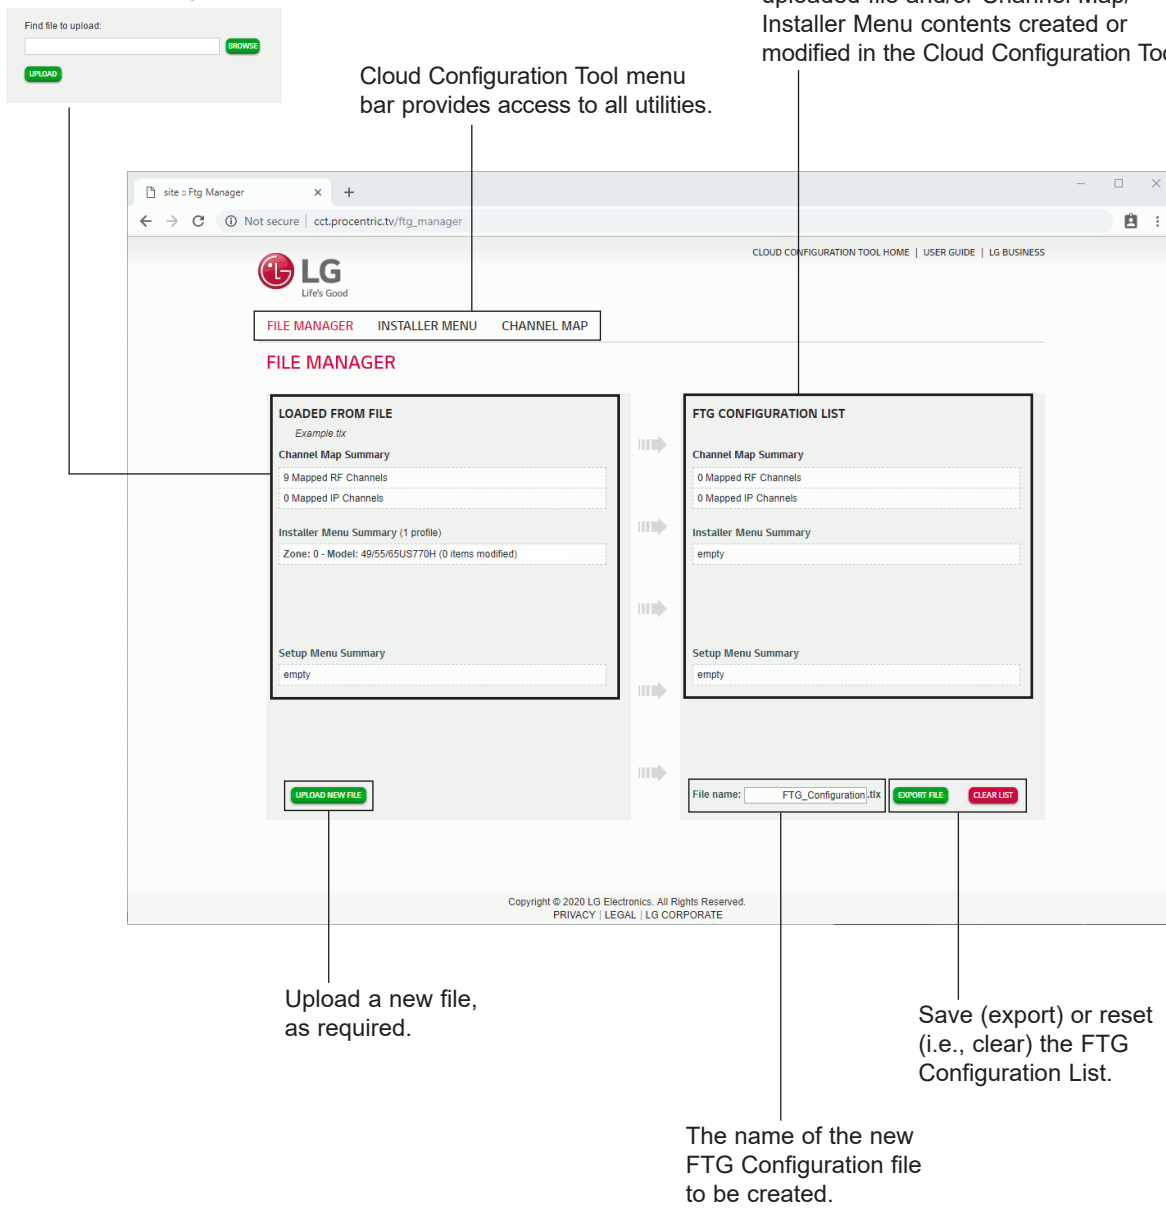 uploaded file and/or Channel Map/
Installer Menu contents created or
modified in the Cloud Configuration
Find file to upload:
BROWSE
UPLOAD
Cloud Configuration Tool menu
bar provides access to all utilities.
site :: Ftg Manager
Not secure | cct.procentric.tv/ftg_manager
CLOUD CONFIGURATION TOOL HOME | USER GUIDE | LG BUSINESS
LG
Life's Good
FILE MANAGER INSTALLER MENU CHANNEL MAP
FILE MANAGER
LOADED FROM FILE
Example.tlx
Channel Map Summary
9 Mapped RF Channels
0 Mapped IP Channels
Installer Menu Summary (1 profile)
Zone: 0 - Model: 49/55/65US770H (0 items modified)
Setup Menu Summary
empty
UPLOAD NEW FILE
FTG CONFIGURATION LIST
Channel Map Summary
0 Mapped RF Channels
0 Mapped IP Channels
Installer Menu Summary
empty
Setup Menu Summary
empty
File name: FTG_Configuration .tlx EXPORT FILE CLEAR LIST
Copyright © 2020 LG Electronics. All Rights Reserved.
PRIVACY | LEGAL | LG CORPORATE
Upload a new file,
as required.
Save (export) or reset
(i.e., clear) the FTG
Configuration List.
The name of the new
FTG Configuration file
to be created.